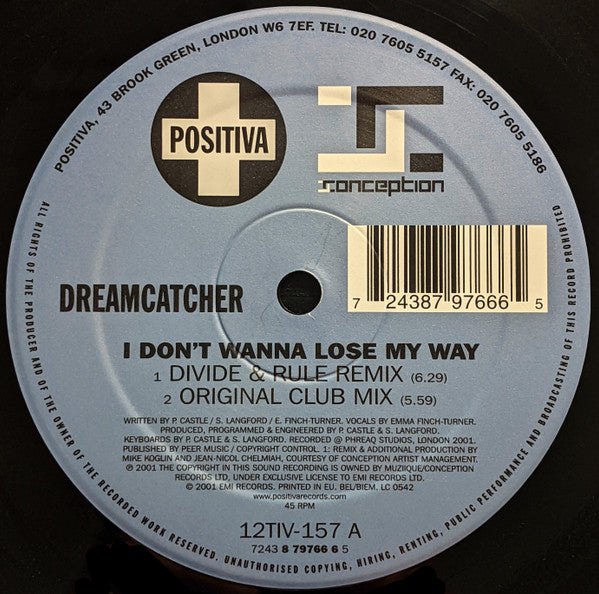 POSITIVA, 43 BROOK GREEN, LONDON W6 7EF. TEL: 020 7605 5157 FAX: 020 7605 5186
POSITIVA
conception
7 24387 97666 5
DREAMCATCHER
I DON'T WANNA LOSE MY WAY
1 DIVIDE & RULE REMIX (6.29)
2 ORIGINAL CLUB MIX (5.59)
WRITTEN BY P. CASTLE / S. LANGFORD / E. FINCH-TURNER. VOCALS BY EMMA FINCH-TURNER.
PRODUCED, PROGRAMMED & ENGINEERED BY P. CASTLE & S. LANGFORD.
KEYBOARDS BY P. CASTLE & S. LANGFORD. RECORDED @ PHREAQ STUDIOS, LONDON 2001.
PUBLISHED BY PEER MUSIC / COPYRIGHT CONTROL. 1: REMIX & ADDITIONAL PRODUCTION BY
MIKE KOGLIN AND JEAN-NICOL CHELMIAH, COURTESY OF CONCEPTION ARTIST MANAGEMENT.
℗ 2001 THE COPYRIGHT IN THIS SOUND RECORDING IS OWNED BY MUZIIQUE/CONCEPTION
RECORDS LTD, UNDER EXCLUSIVE LICENSE TO EMI RECORDS LTD.
© 2001 EMI RECORDS. PRINTED IN EU. BEL/BIEM. LC 0542
www.positivarecords.com
45 RPM
12TIV-157 A
7243 8 79766 6 5
ALL RIGHTS OF THE PRODUCER AND OF THE OWNER OF THE RECORDED WORK RESERVED. UNAUTHORISED COPYING, HIRING, RENTING, PUBLIC PERFORMANCE AND BROADCASTING OF THIS RECORD PROHIBITED